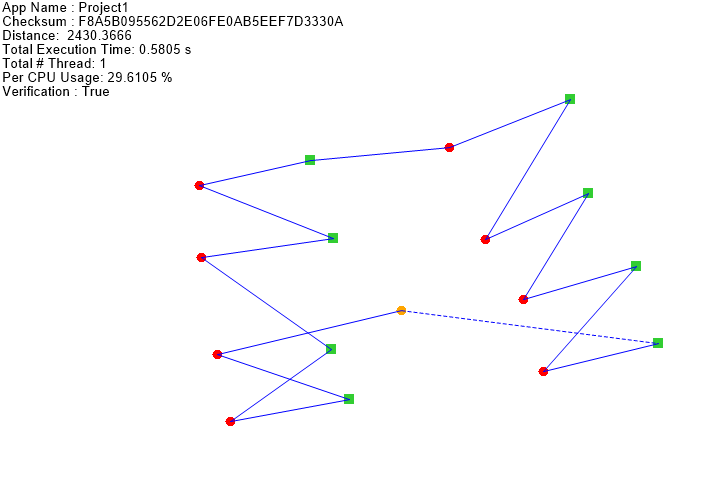 App Name : Project1
Checksum : F8A5B095562D2E06FE0AB5EEF7D3330A
Distance:  2430.3666
Total Execution Time: 0.5805 s
Total # Thread: 1
Per CPU Usage: 29.6105 %
Verification : True